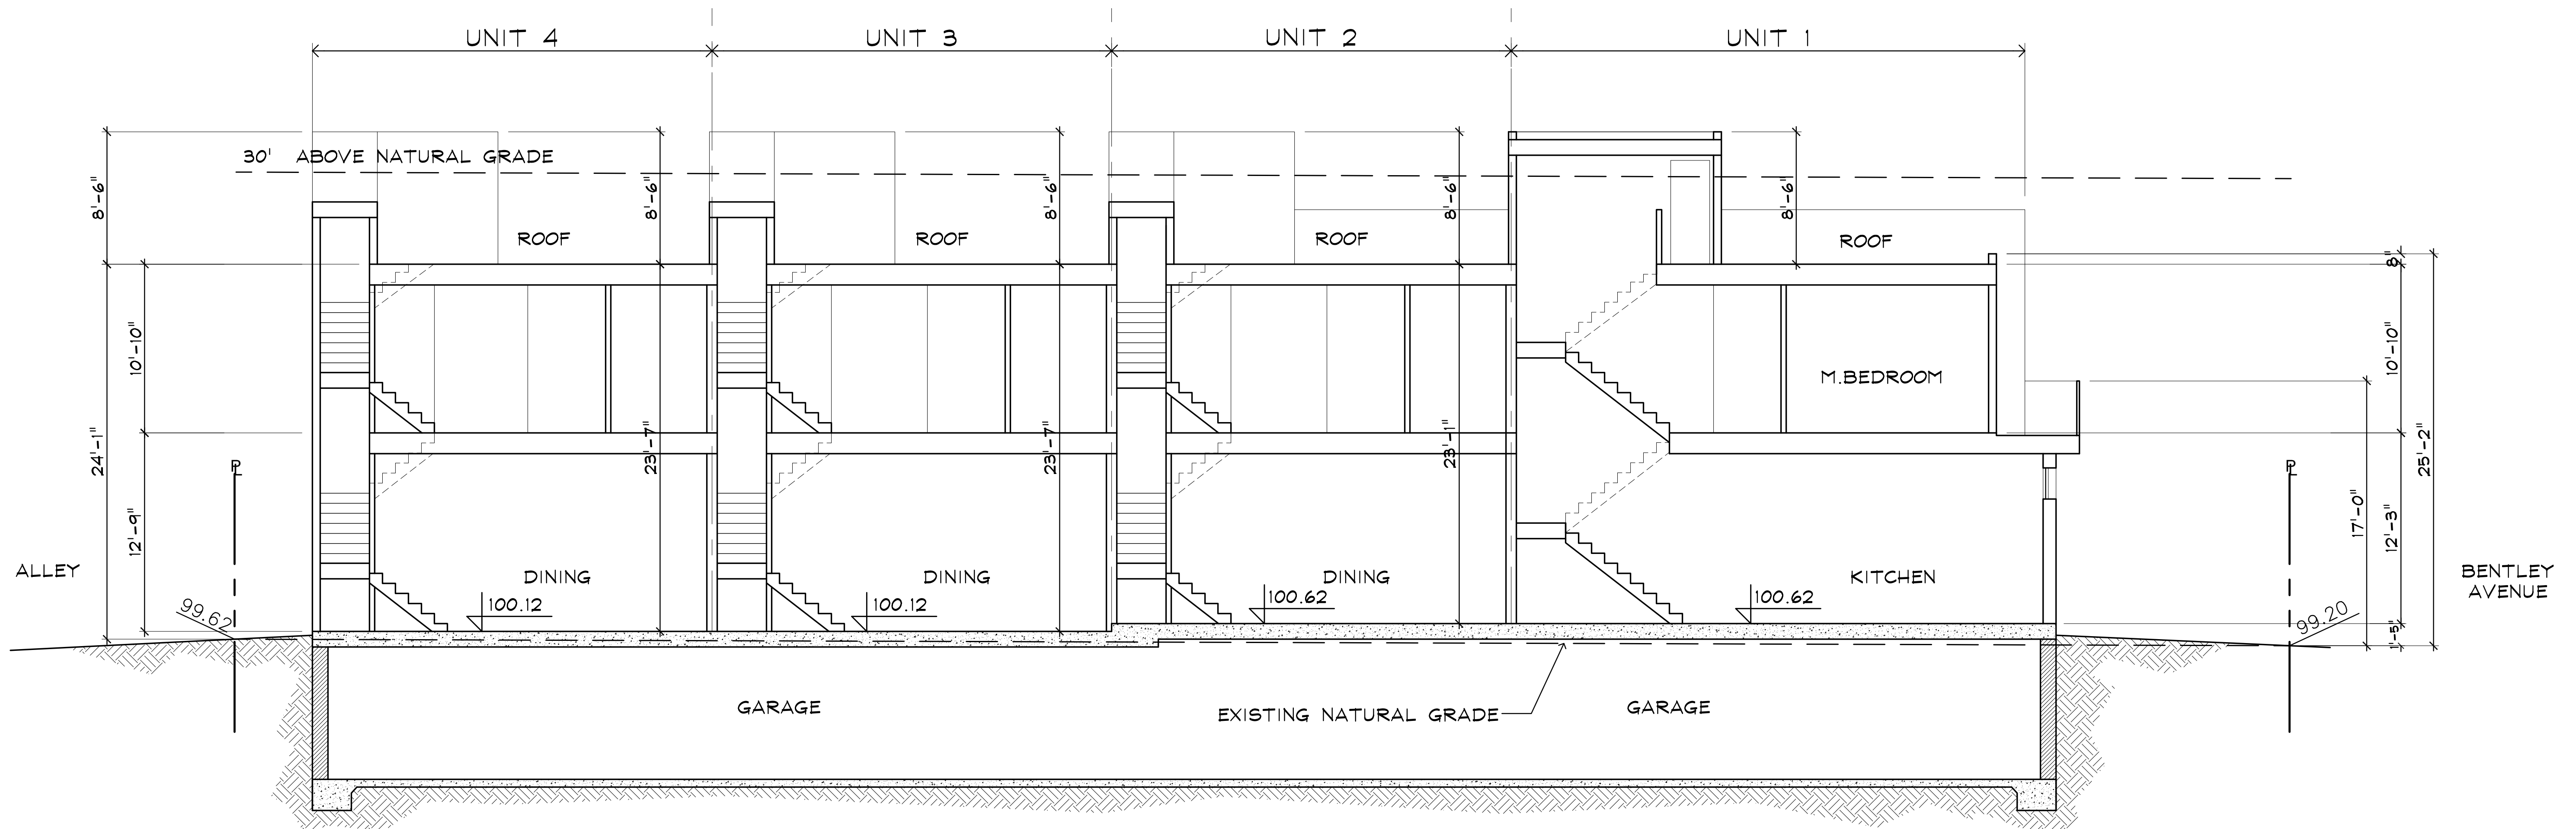 UNIT 4
UNIT 3
UNIT 2
UNIT 1
30' ABOVE NATURAL GRADE
8'-6"
8'-6"
8'-6"
8'-6"
8'-6"
ROOF
ROOF
ROOF
ROOF
8"
10'-10"
10'-10"
M.BEDROOM
24'-1"
23'-7"
23'-7"
23'-1"
25'-2"
PL
PL
12'-9"
17'-0"
12'-3"
ALLEY
DINING
DINING
DINING
KITCHEN
BENTLEY
AVENUE
99.62
100.12
100.12
100.62
100.62
99.20
1'-5"
GARAGE
EXISTING NATURAL GRADE
GARAGE